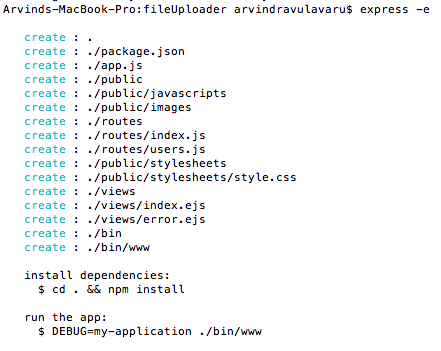 Arvinds-MacBook-Pro:fileUploader arvindravulavaru$ express -e
create : .
create : ./package.json
create : ./app.js
create : ./public
create : ./public/javascripts
create : ./public/images
create : ./routes
create : ./routes/index.js
create : ./routes/users.js
create : ./public/stylesheets
create : ./public/stylesheets/style.css
create : ./views
create : ./views/index.ejs
create : ./views/error.ejs
create : ./bin
create : ./bin/www
install dependencies:
$ cd . && npm install
run the app:
$ DEBUG=my-application ./bin/www